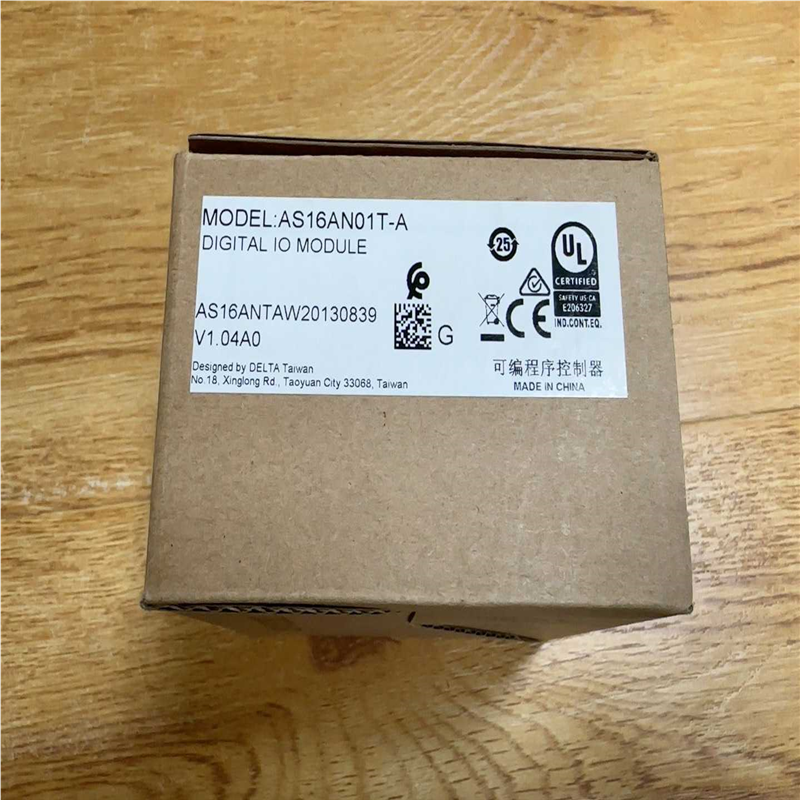 MODEL:AS16AN01T-A
DIGITAL IO MODULE
AS16ANTAW20130839
V1.04A0
G
Designed by DELTA Taiwan
No.18, Xinglong Rd., Taoyuan City 33068, Taiwan
25
UL
CERTIFIED
SAFETY US-CA
E206327
IND.CONT.EQ.
CE
可编程序控制器
MADE IN CHINA